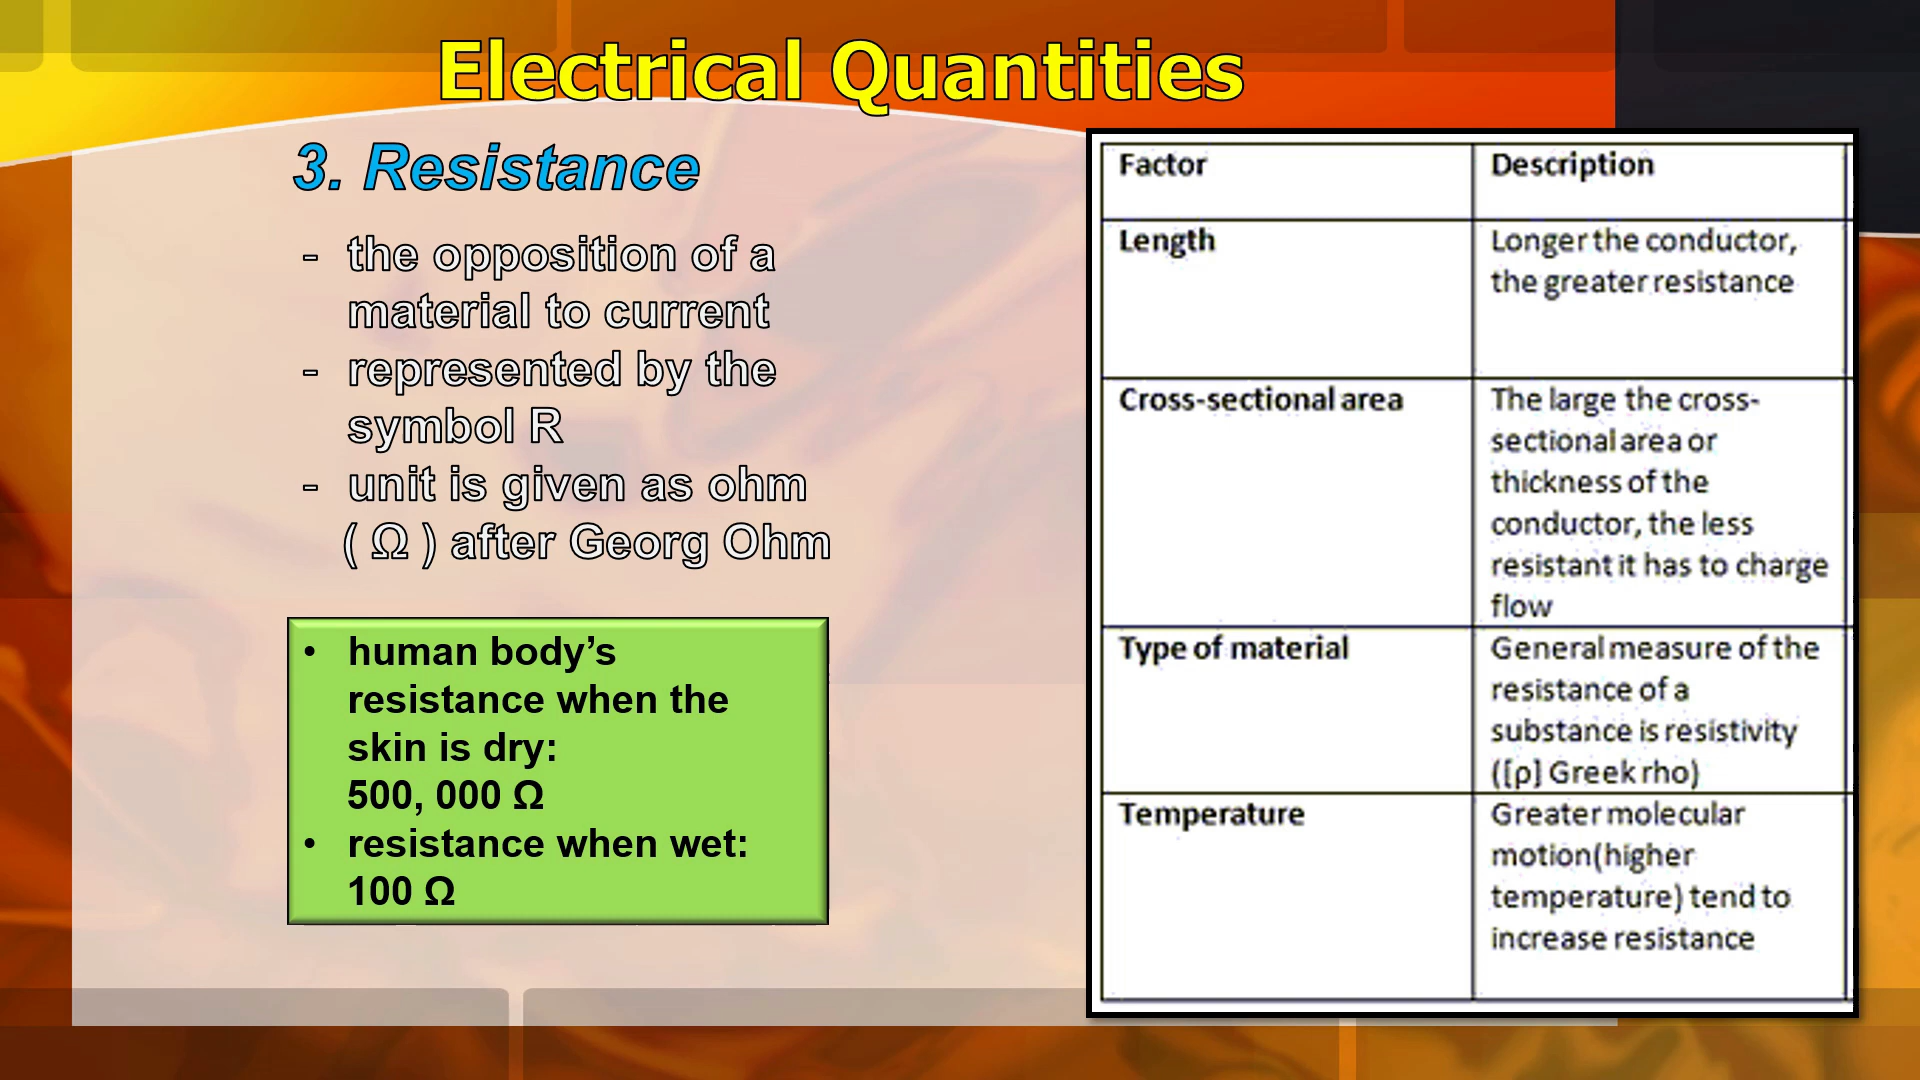 Electrical Quantities
3. Resistance
- the opposition of a
material to current
- represented by the
symbol R
- unit is given as ohm
( Ω ) after Georg Ohm
• human body’s
resistance when the
skin is dry:
500, 000 Ω
• resistance when wet:
100 Ω
Factor
Description
Length
Longer the conductor,
the greater resistance
Cross-sectional area
The large the cross-
sectional area or
thickness of the
conductor, the less
resistant it has to charge
flow
Type of material
General measure of the
resistance of a
substance is resistivity
([ρ] Greek rho)
Temperature
Greater molecular
motion(higher
temperature) tend to
increase resistance